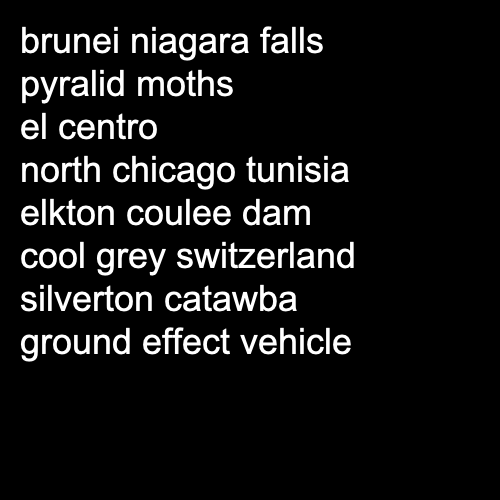 brunei niagara falls
pyralid moths
el centro
north chicago tunisia
elkton coulee dam
cool grey switzerland
silverton catawba
ground effect vehicle